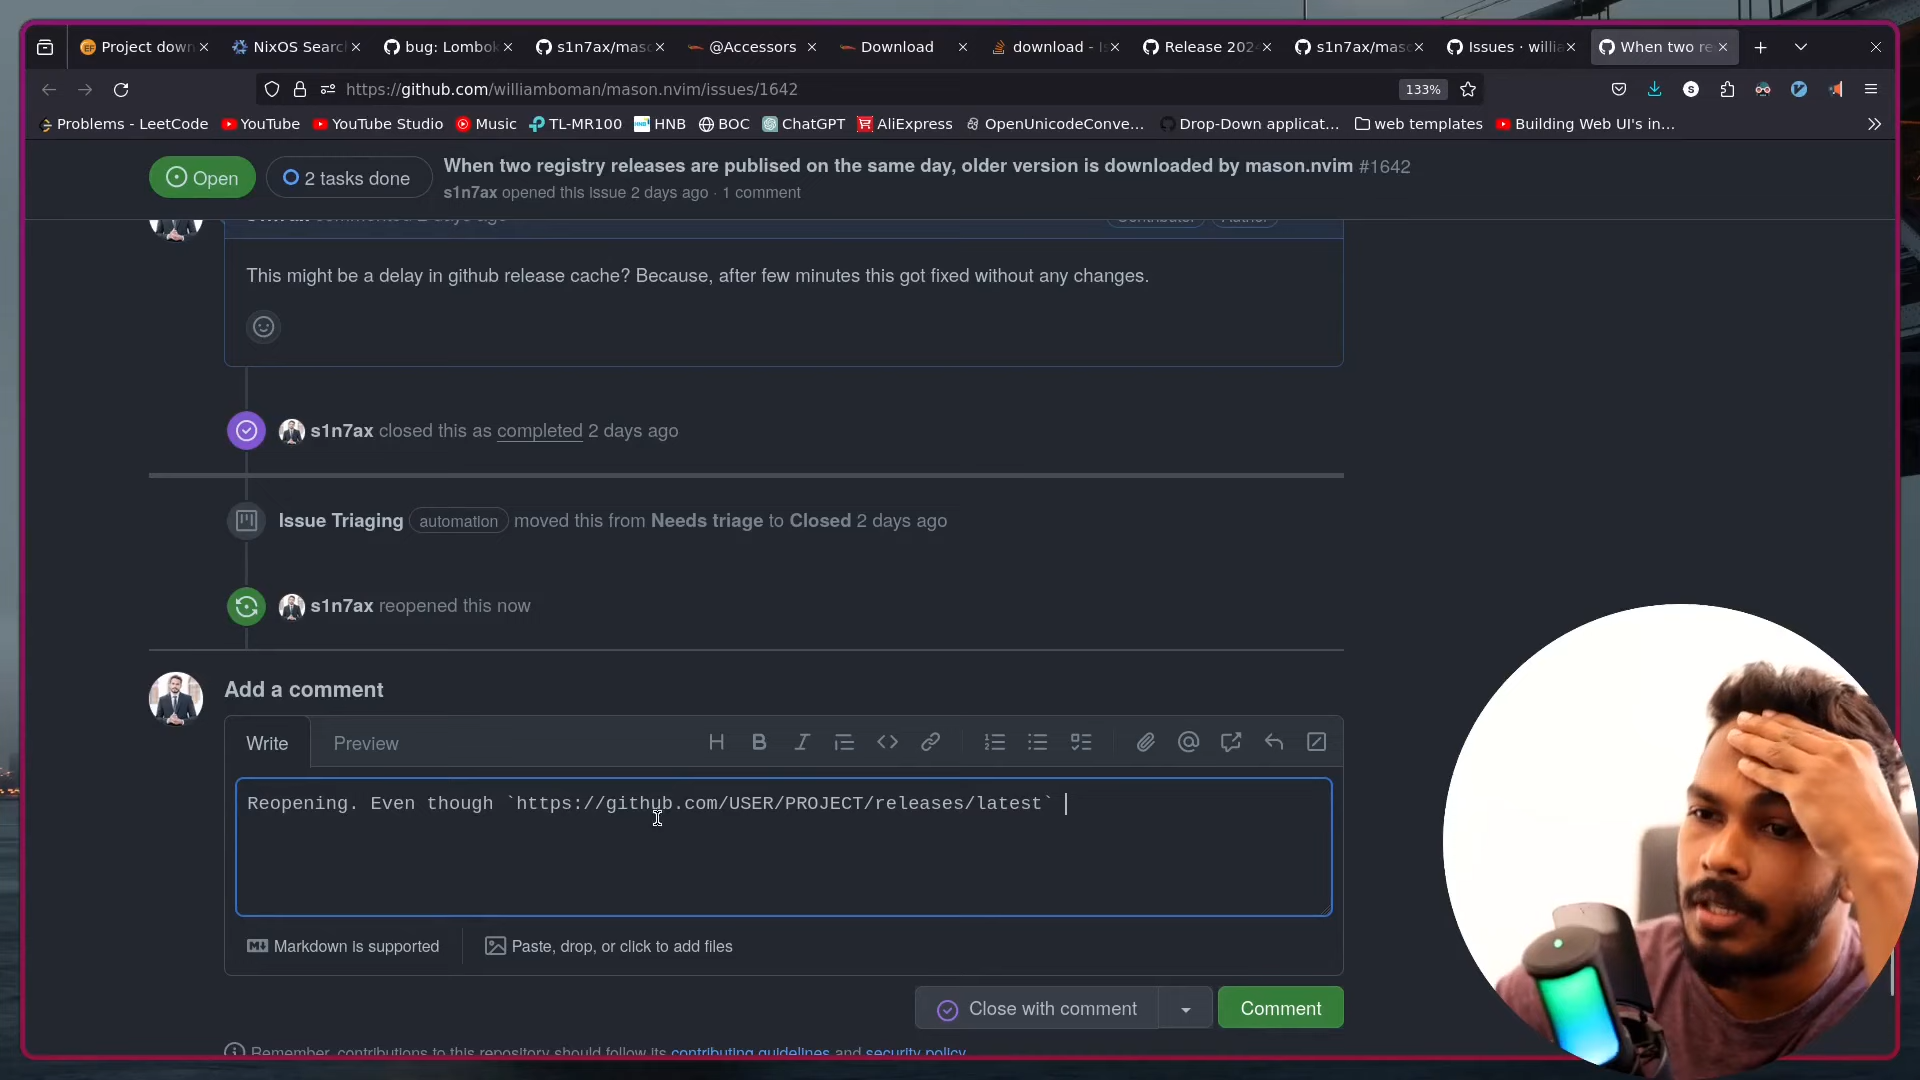 Project down
NixOS Searc
bug: Lombok
s1n7ax/maso
@Accessors
Download
download - Is
Release 202
s1n7ax/maso
Issues · willia
When two re
https://github.com/williamboman/mason.nvim/issues/1642
133%
Problems - LeetCode
YouTube
YouTube Studio
Music
TL-MR100
HNB
BOC
ChatGPT
AliExpress
OpenUnicodeConve…
Drop-Down applicat…
web templates
Building Web UI's in…
Open
2 tasks done
When two registry releases are publised on the same day, older version is downloaded by mason.nvim #1642
s1n7ax opened this issue 2 days ago · 1 comment
This might be a delay in github release cache? Because, after few minutes this got fixed without any changes.
s1n7ax closed this as completed 2 days ago
Issue Triaging automation moved this from Needs triage to Closed 2 days ago
s1n7ax reopened this now
Add a comment
Write
Preview
Reopening. Even though `https://github.com/USER/PROJECT/releases/latest`
Markdown is supported
Paste, drop, or click to add files
Close with comment
Comment
Remember, contributions to this repository should follow its contributing guidelines and security policy.